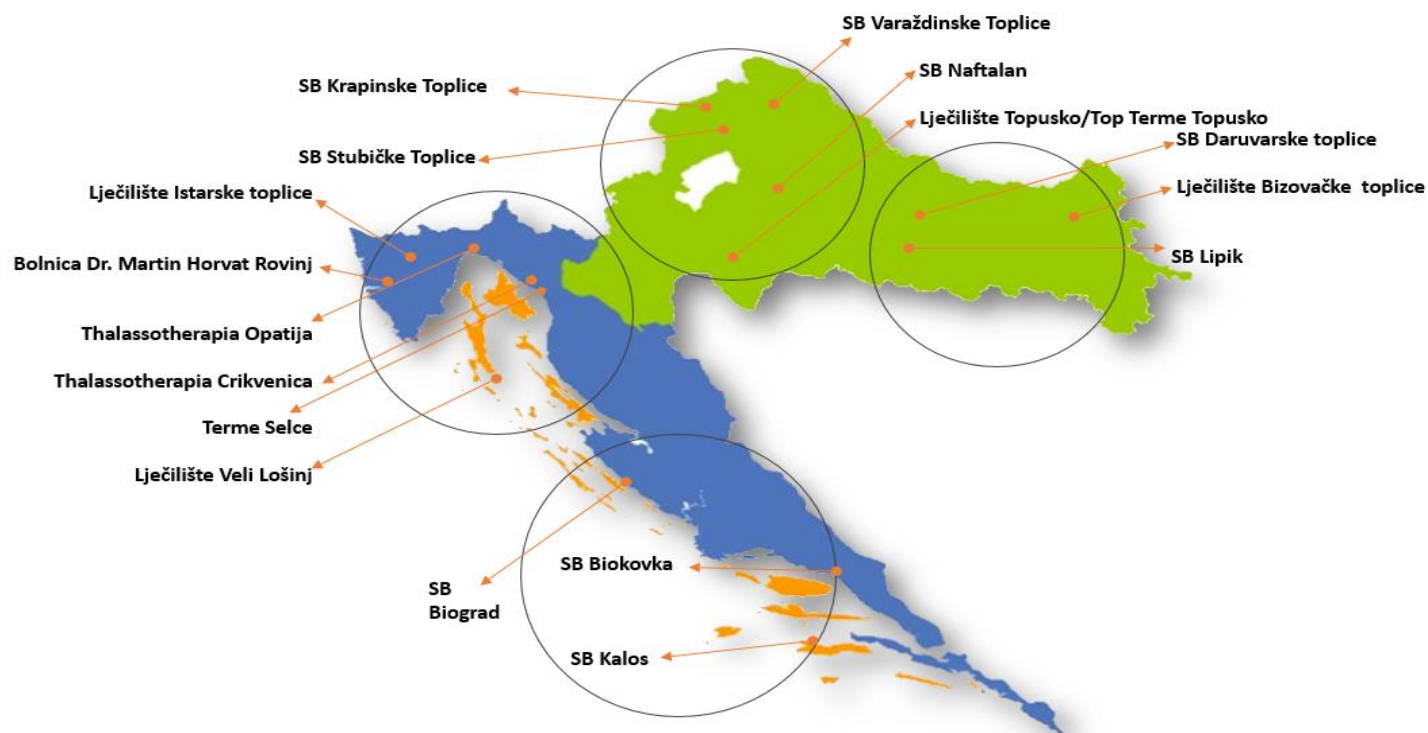 SB Varaždinske Toplice
SB Naftalan
SB Krapinske Toplice
Lječilište Topusko/Top Terme Topusko
SB Daruvarske toplice
SB Stubičke Toplice
Lječilište Bizovačke  toplice
Lječilište Istarske toplice
SB Lipik
Bolnica Dr. Martin Horvat Rovinj
Thalassotherapia Opatija
Thalassotherapia Crikvenica
Terme Selce
Lječilište Veli Lošinj
SB Biokovka
SB
Biograd
SB Kalos